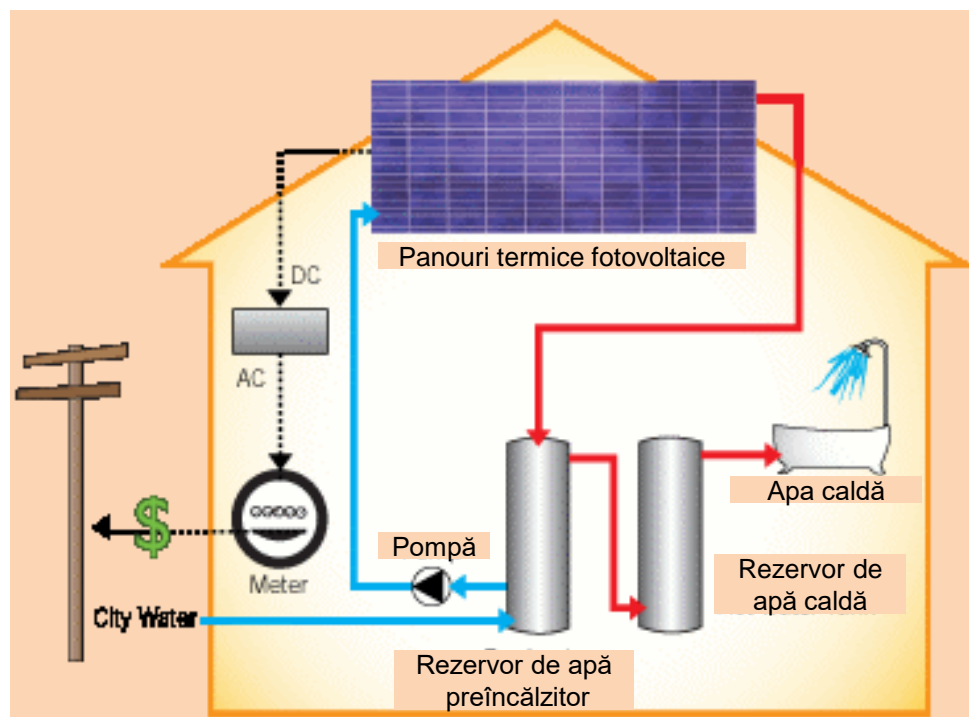 Panouri termice fotovoltaice
DC
AC
$
Meter
Pompă
Apa caldă
Rezervor de
apă caldă
City Water
Rezervor de apă
preîncălzitor